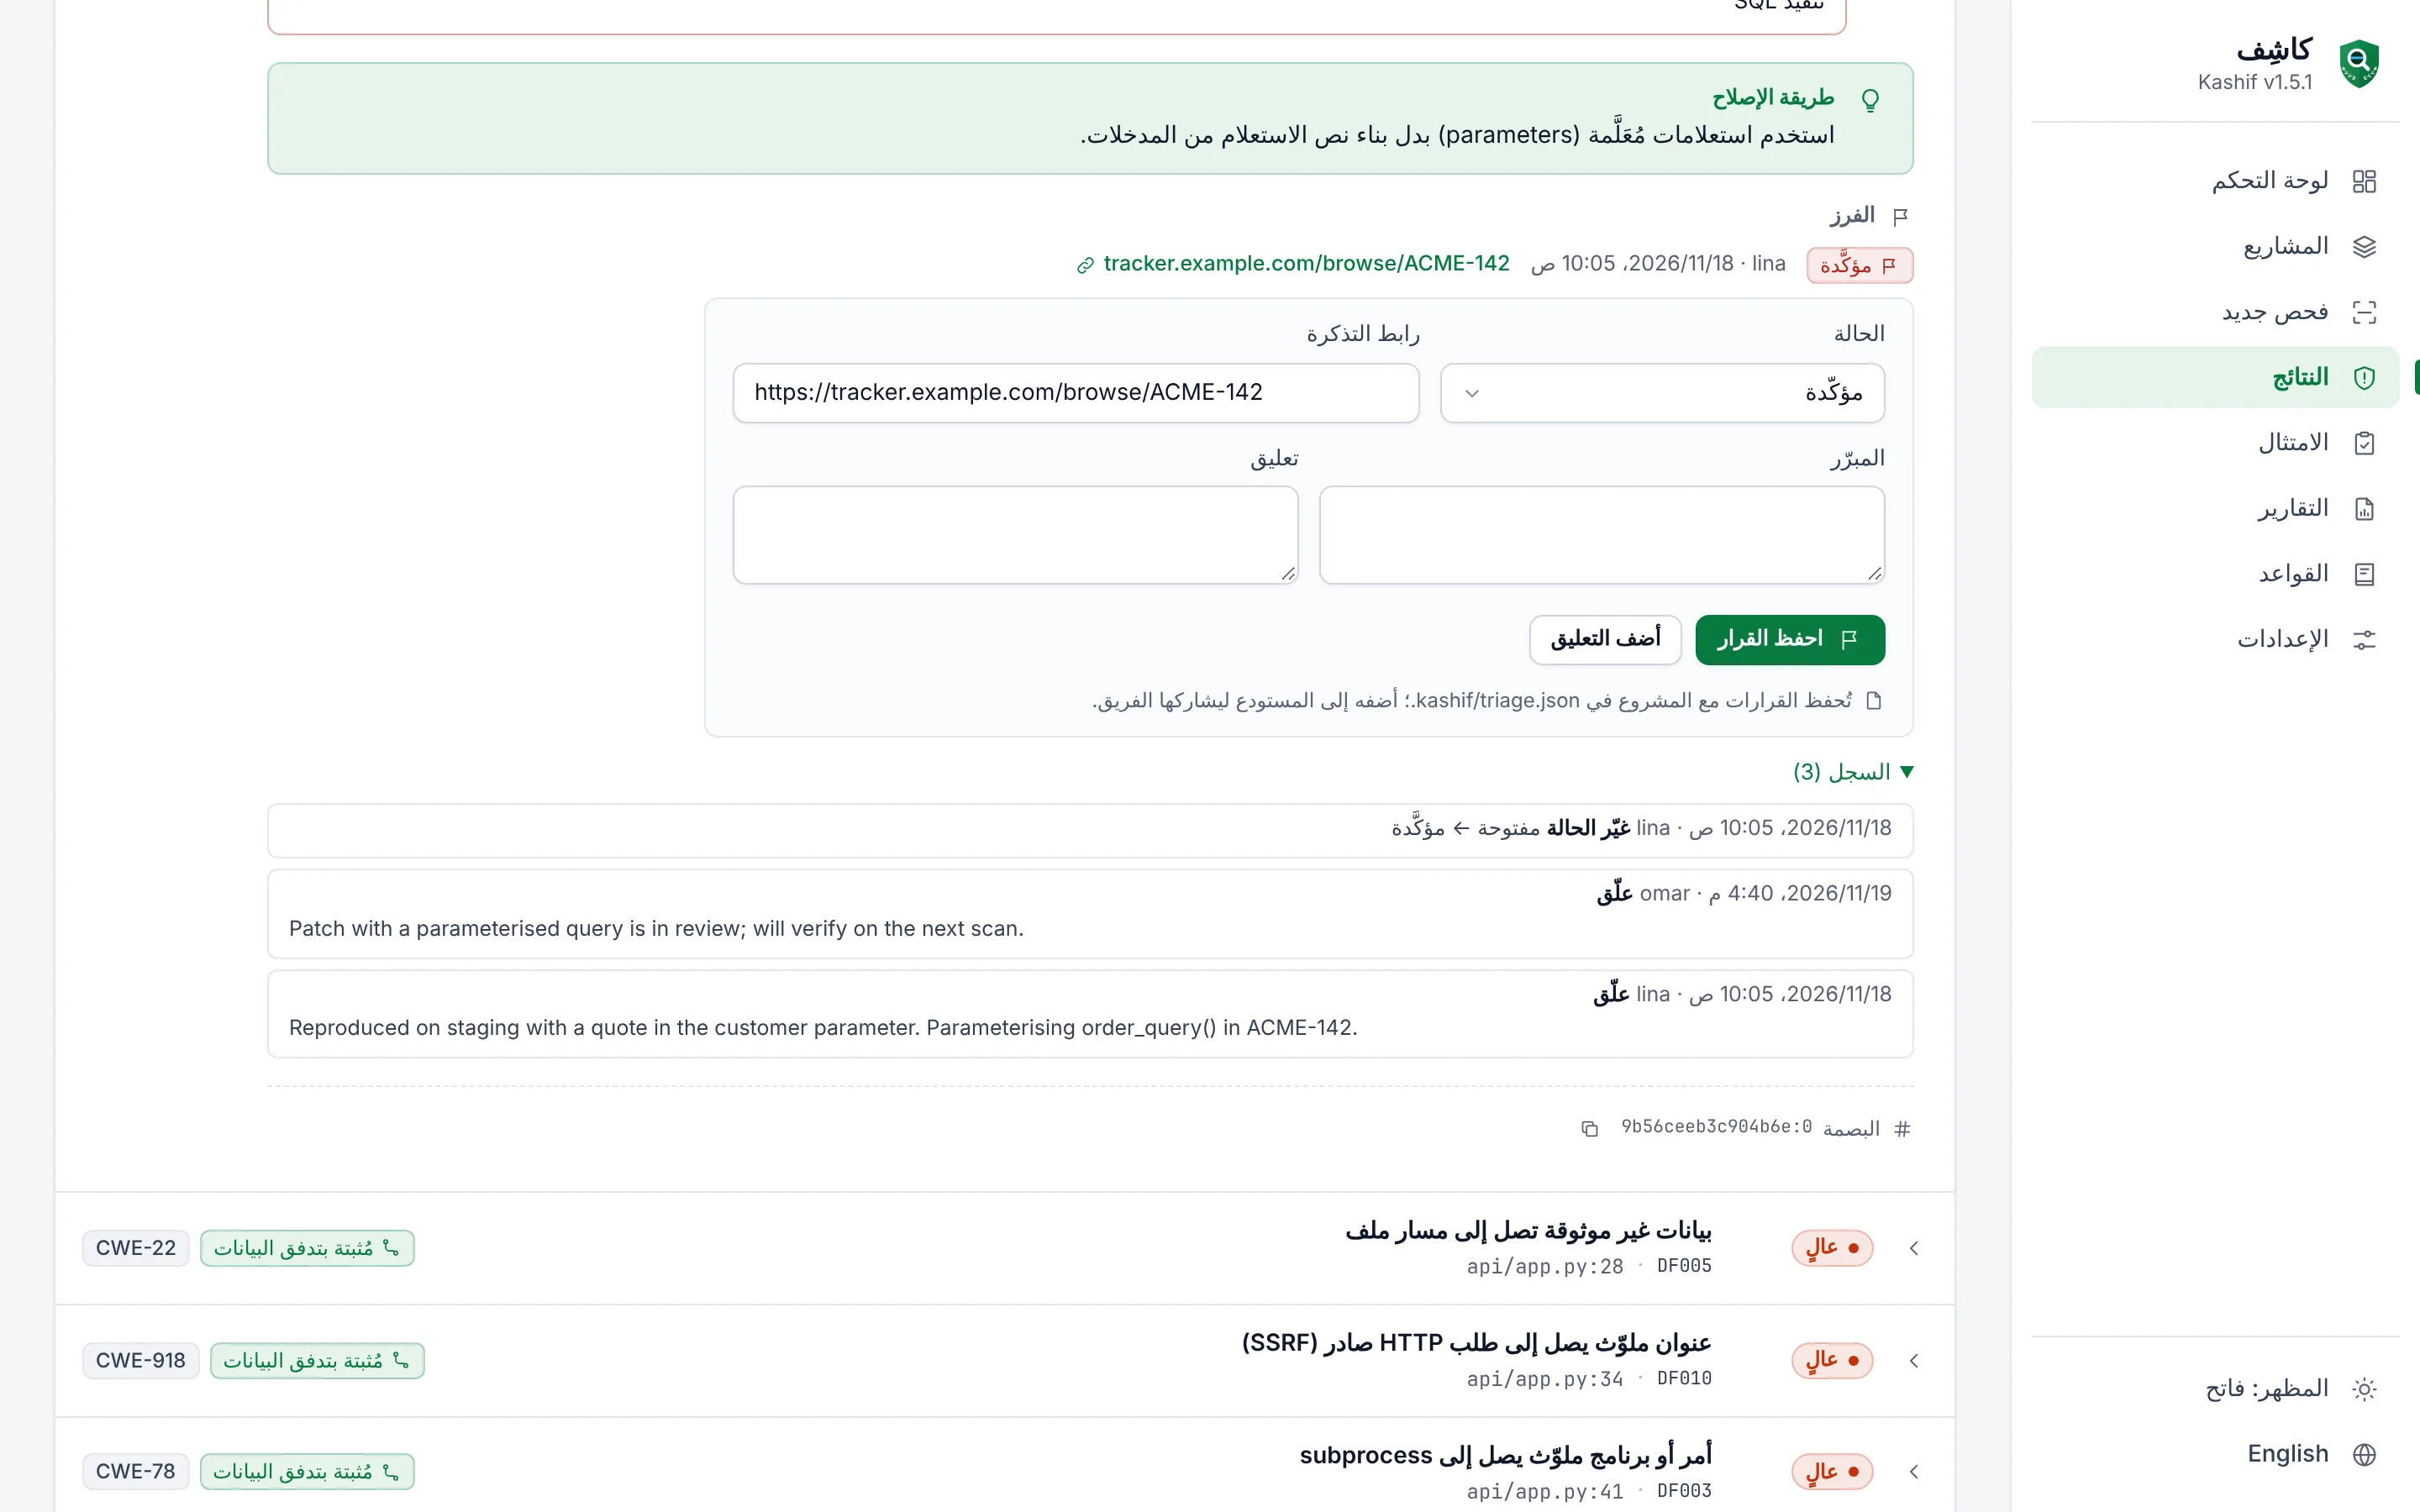 كاشِف
Kashif v1.5.1
لوحة التحكم
المشاريع
فحص جديد
النتائج
الامتثال
التقارير
القواعد
الإعدادات
المظهر: فاتح
English
تنفيذ SQL
طريقة الإصلاح
استخدم استعلامات مُعَلَّمة (parameters) بدل بناء نص الاستعلام من المدخلات.
الفرز
مؤكَّدة lina · 2026/11/18، 10:05 ص tracker.example.com/browse/ACME-142
الحالة رابط التذكرة
مؤكّدة https://tracker.example.com/browse/ACME-142
المبرّر تعليق
احفظ القرار أضف التعليق
تُحفظ القرارات مع المشروع في kashif/triage.json.؛ أضفه إلى المستودع ليشاركها الفريق.
السجل (3)
2026/11/18، 10:05 ص · lina غيّر الحالة مفتوحة ← مؤكَّدة
2026/11/19، 4:40 م · omar علّق
Patch with a parameterised query is in review; will verify on the next scan.
2026/11/18، 10:05 ص · lina علّق
Reproduced on staging with a quote in the customer parameter. Parameterising order_query() in ACME-142.
# البصمة 9b56ceeb3c904b6e:0
عالٍ بيانات غير موثوقة تصل إلى مسار ملف مُثبتة بتدفق البيانات CWE-22
DF005 · api/app.py:28
عالٍ عنوان ملوّث يصل إلى طلب HTTP صادر (SSRF) مُثبتة بتدفق البيانات CWE-918
DF010 · api/app.py:34
عالٍ أمر أو برنامج ملوّث يصل إلى subprocess مُثبتة بتدفق البيانات CWE-78
DF003 · api/app.py:41